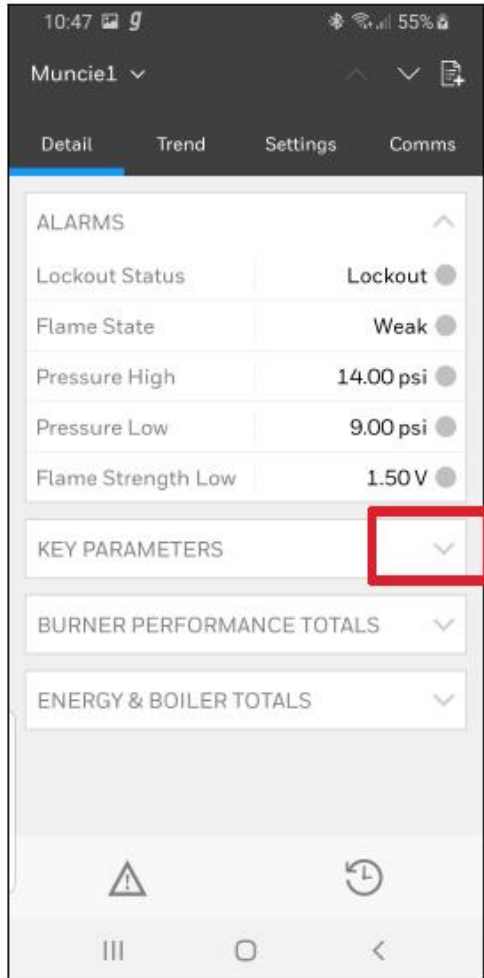 10:47 g 55%
Muncie1
Detail Trend Settings Comms
ALARMS
Lockout Status Lockout
Flame State Weak
Pressure High 14.00 psi
Pressure Low 9.00 psi
Flame Strength Low 1.50 V
KEY PARAMETERS
BURNER PERFORMANCE TOTALS
ENERGY & BOILER TOTALS